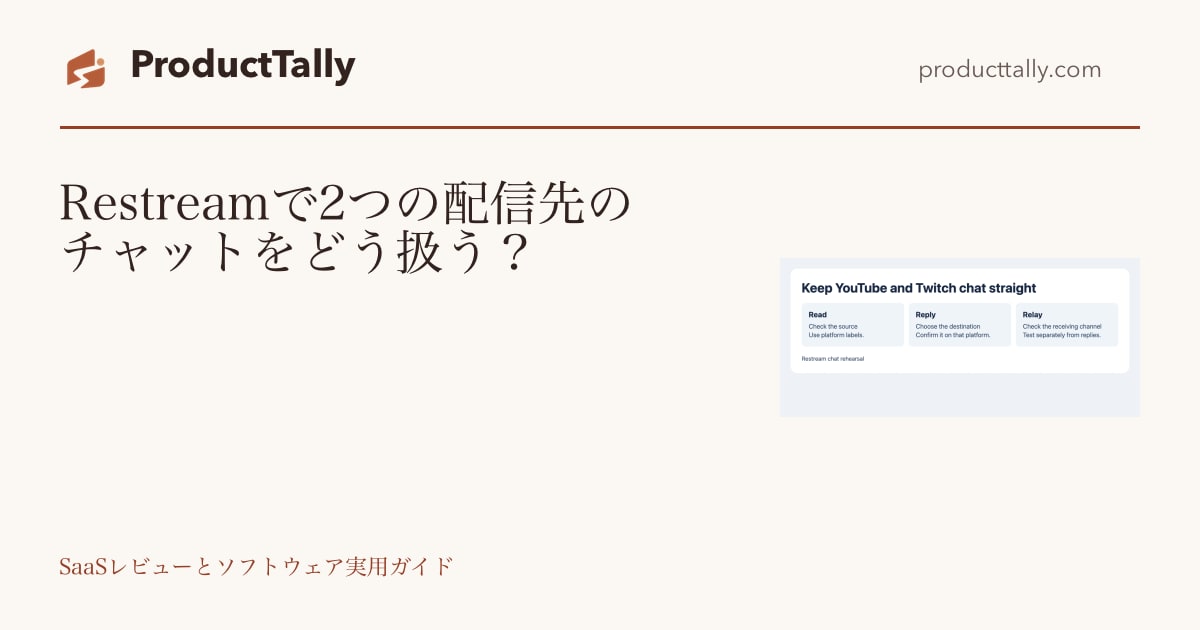 ProductTally
producttally.com
Restreamで2つの配信先の
チャットをどう扱う？
Keep YouTube and Twitch chat straight
Read
Check the source
Use platform labels.
Reply
Choose the destination
Confirm it on that platform.
Relay
Check the receiving channel
Test separately from replies.
Restream chat rehearsal
SaaSレビューとソフトウェア実用ガイド